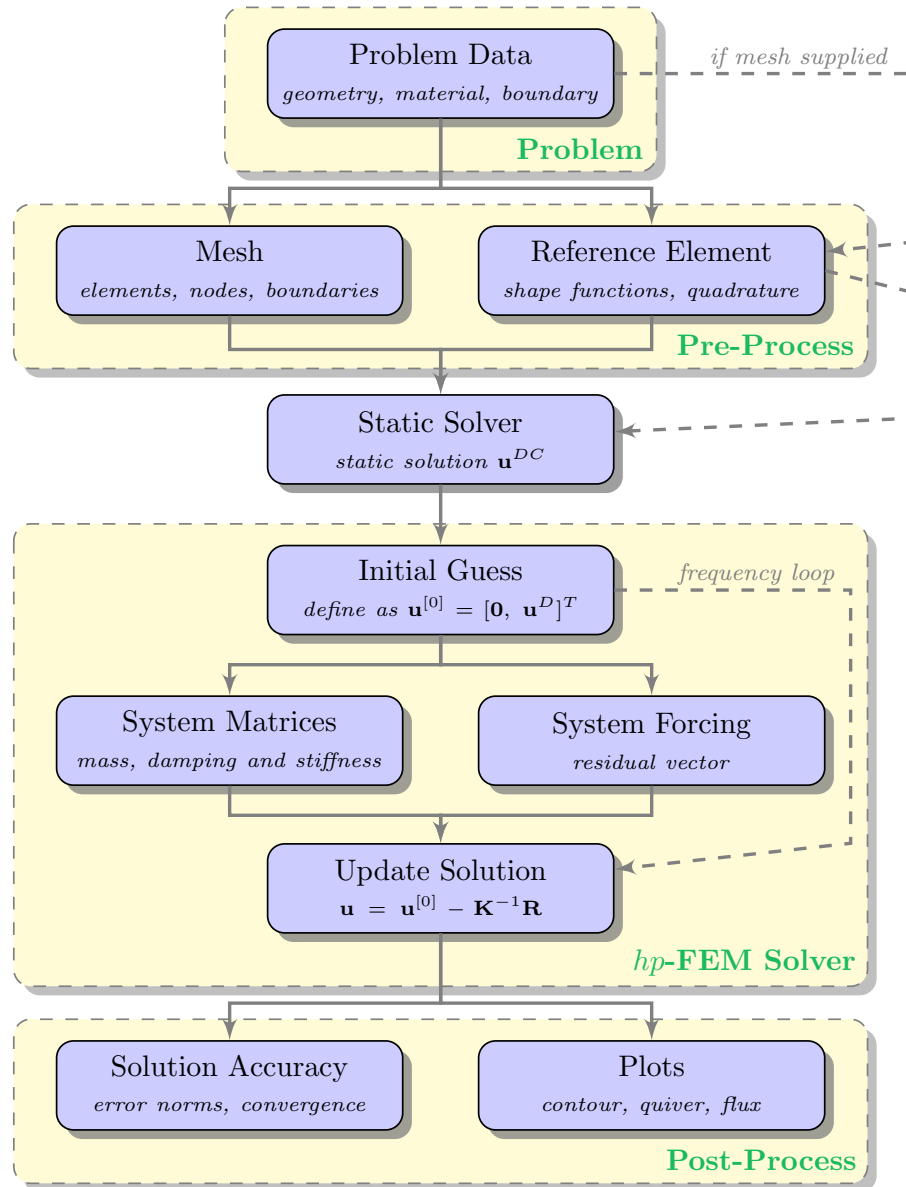 Problem Data
geometry, material, boundary
if mesh supplied
Problem
Mesh
elements, nodes, boundaries
Reference Element
shape functions, quadrature
Pre-Process
Static Solver
static solution u^{DC}
Initial Guess
define as u^{[0]} = [0, u^D]^T
frequency loop
System Matrices
mass, damping and stiffness
System Forcing
residual vector
Update Solution
u = u^{[0]} − K^{−1}R
hp-FEM Solver
Solution Accuracy
error norms, convergence
Plots
contour, quiver, flux
Post-Process